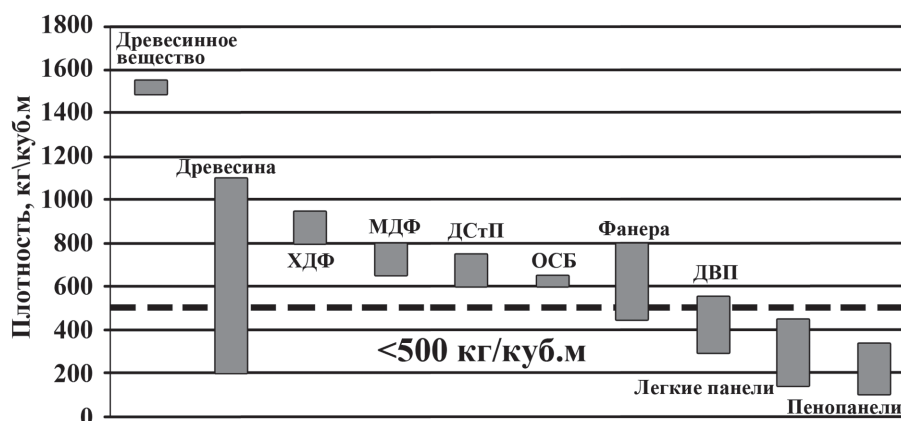 Плотность, кг\куб.м
1800
1600
1400
1200
1000
800
600
400
200
0
Древесинное
вещество
Древесина
ХДФ
МДФ
ДСтП
ОСБ
Фанера
ДВП
<500 кг/куб.м
Легкие панели
Пенопанели